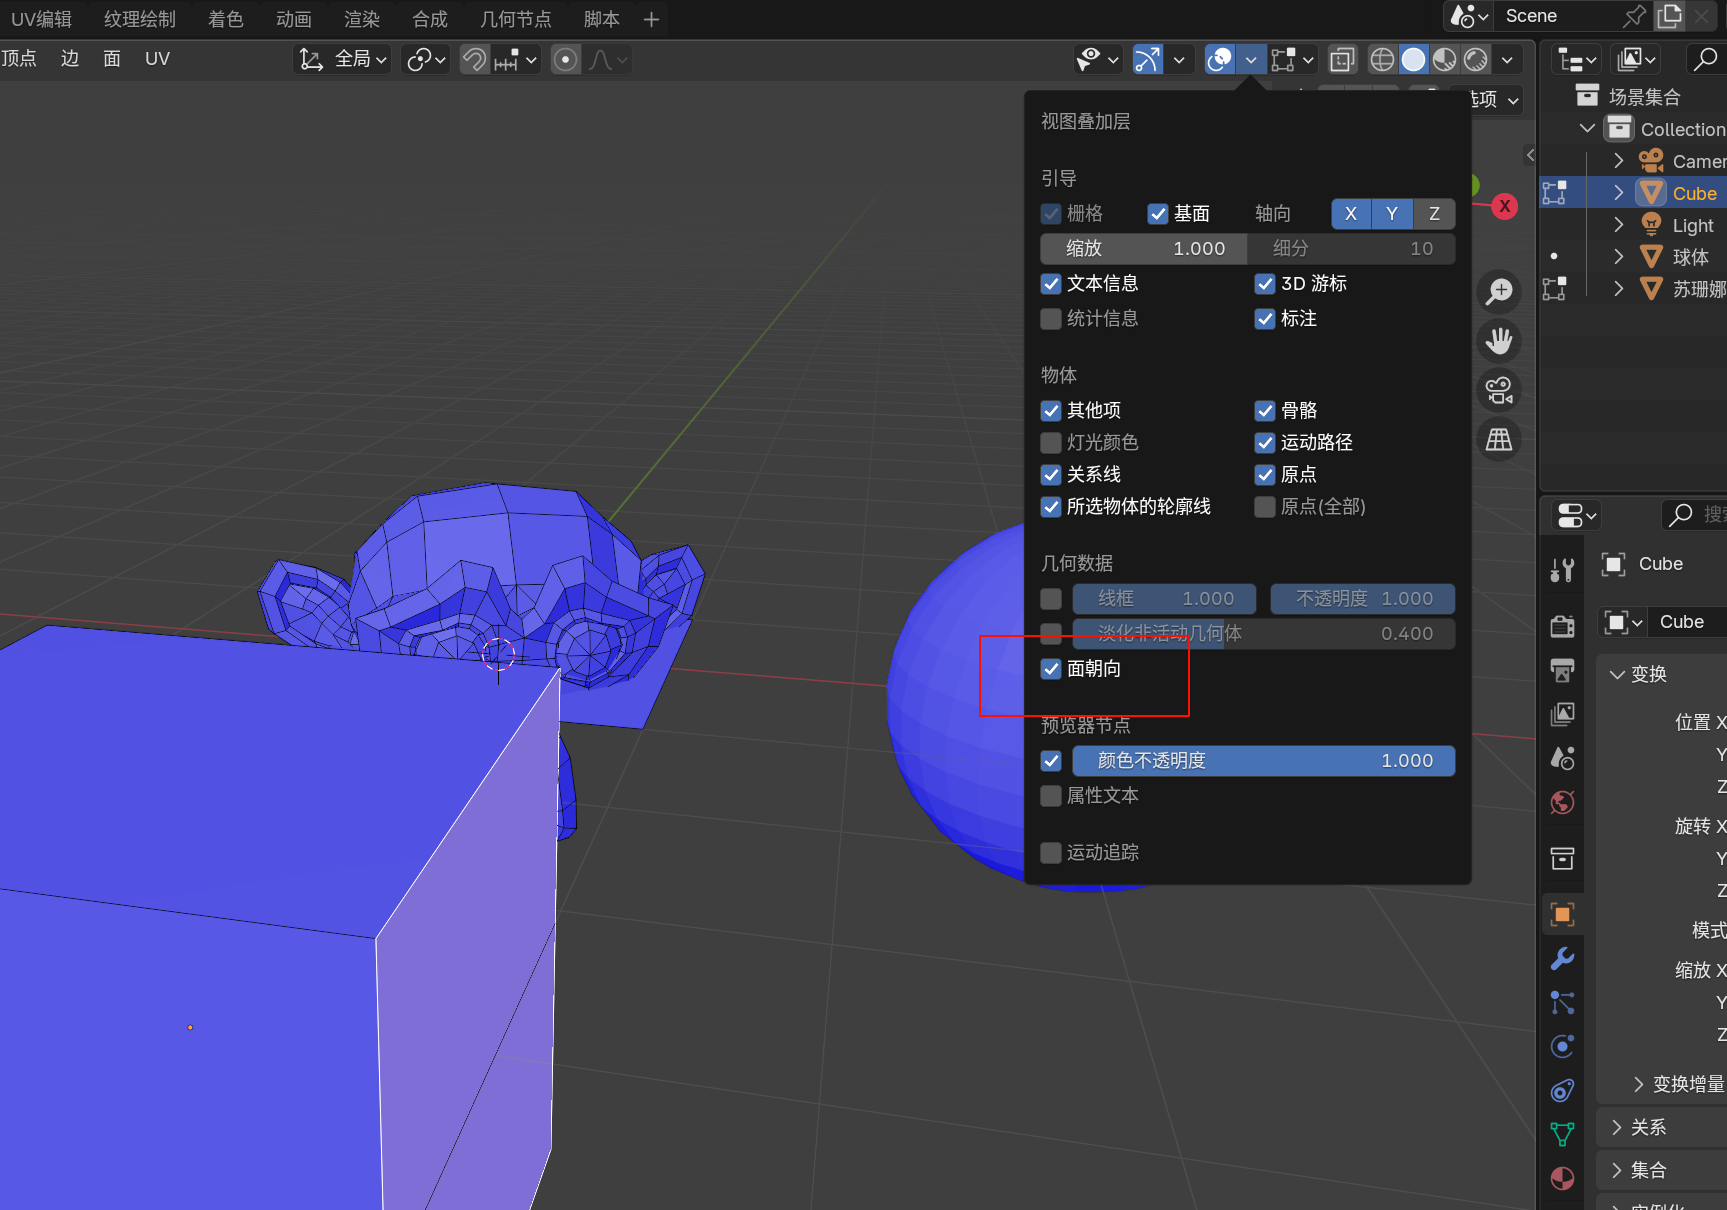 UV编辑 纹理绘制 着色 动画 渲染 合成 几何节点 脚本 +
Scene
顶点 边 面 UV
全局
选项
场景集合
Collection
Camer
Cube
Light
球体
苏珊娜
X
视图叠加层
引导
栅格 基面 轴向 X Y Z
缩放 1.000 细分 10
文本信息 3D 游标
统计信息 标注
物体
其他项 骨骼
灯光颜色 运动路径
关系线 原点
所选物体的轮廓线 原点(全部)
几何数据
线框 1.000 不透明度 1.000
淡化非活动几何体 0.400
面朝向
预览器节点
颜色不透明度 1.000
属性文本
运动追踪
搜
Cube
Cube
变换
位置 X
Y
Z
旋转 X
Y
Z
模式
缩放 X
Y
Z
变换增量
关系
集合